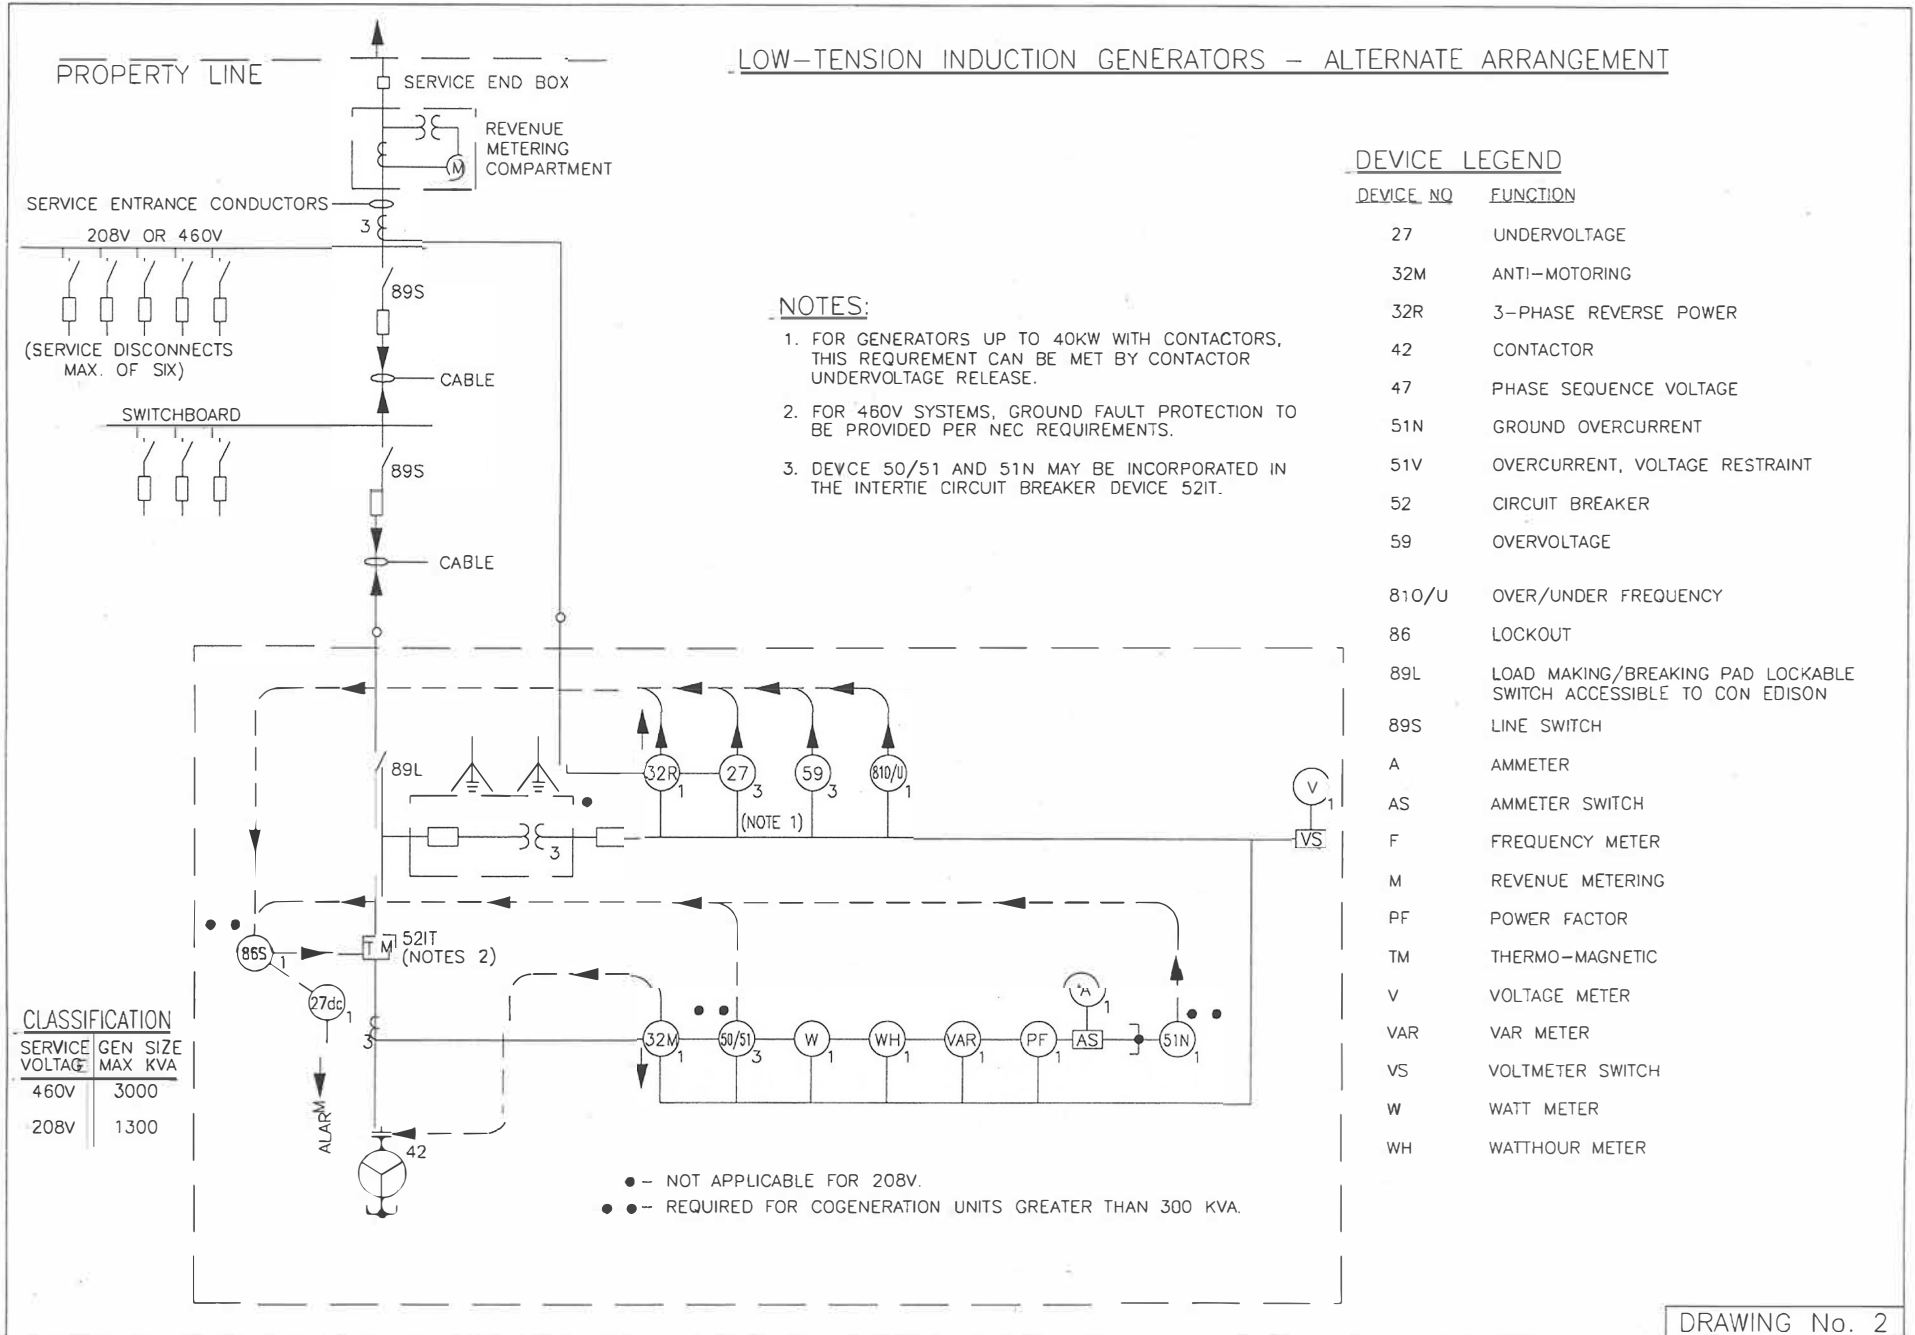 LOW-TENSION INDUCTION GENERATORS - ALTERNATE ARRANGEMENT
PROPERTY LINE
SERVICE END BOX
REVENUE
METERING
COMPARTMENT
M
SERVICE ENTRANCE CONDUCTORS
3
208V OR 460V
89S
(SERVICE DISCONNECTS
MAX. OF SIX)
CABLE
SWITCHBOARD
89S
CABLE
NOTES:
1. FOR GENERATORS UP TO 40KW WITH CONTACTORS,
THIS REQUREMENT CAN BE MET BY CONTACTOR
UNDERVOLTAGE RELEASE.
2. FOR 460V SYSTEMS, GROUND FAULT PROTECTION TO
BE PROVIDED PER NEC REQUIREMENTS.
3. DEVCE 50/51 AND 51N MAY BE INCORPORATED IN
THE INTERTIE CIRCUIT BREAKER DEVICE 52IT.
DEVICE LEGEND
DEVICE NO FUNCTION
27 UNDERVOLTAGE
32M ANTI-MOTORING
32R 3-PHASE REVERSE POWER
42 CONTACTOR
47 PHASE SEQUENCE VOLTAGE
51N GROUND OVERCURRENT
51V OVERCURRENT, VOLTAGE RESTRAINT
52 CIRCUIT BREAKER
59 OVERVOLTAGE
81O/U OVER/UNDER FREQUENCY
86 LOCKOUT
89L LOAD MAKING/BREAKING PAD LOCKABLE
SWITCH ACCESSIBLE TO CON EDISON
89S LINE SWITCH
A AMMETER
AS AMMETER SWITCH
F FREQUENCY METER
M REVENUE METERING
PF POWER FACTOR
TM THERMO-MAGNETIC
V VOLTAGE METER
VAR VAR METER
VS VOLTMETER SWITCH
W WATT METER
WH WATTHOUR METER
89L
32R 1
27 3
59 3
81O/U 1
V 1
(NOTE 1)
VS
3
86S 1
TM
52IT
(NOTES 2)
27dc 1
ALARM
3
32M 1
50/51 3
W 1
WH 1
VAR 1
PF 1
A 1
AS
51N 1
42
CLASSIFICATION
SERVICE GEN SIZE
VOLTAGE MAX KVA
460V 3000
208V 1300
● - NOT APPLICABLE FOR 208V.
● ● - REQUIRED FOR COGENERATION UNITS GREATER THAN 300 KVA.
DRAWING No. 2